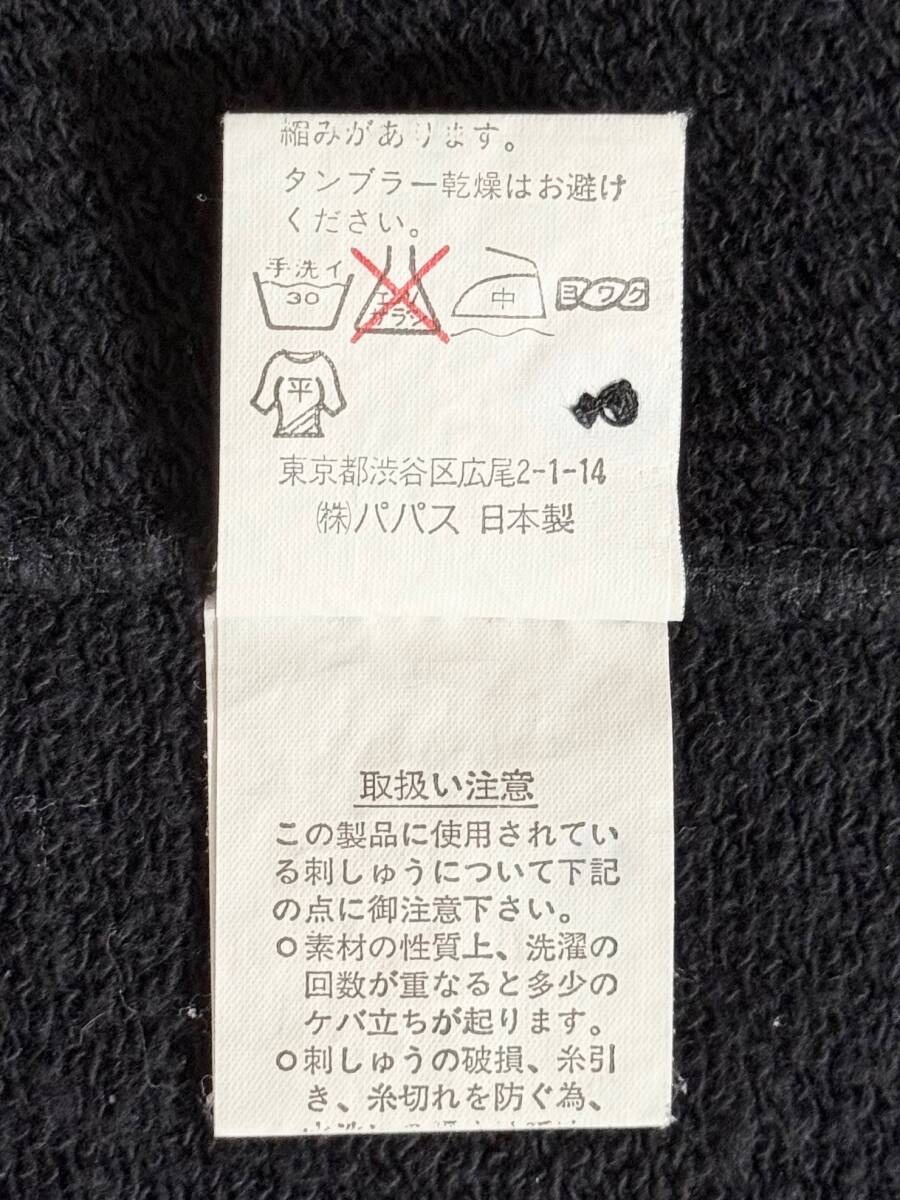 縮みがあります。
タンブラー乾燥はお避け
ください。
手洗イ
30
エンソ
サラシ
中
ヨワク
平
東京都渋谷区広尾2-1-14
㈱パパス 日本製
取扱い注意
この製品に使用されてい
る刺しゅうについて下記
の点に御注意下さい。
○素材の性質上、洗濯の
回数が重なると多少の
ケバ立ちが起ります。
○刺しゅうの破損、糸引
き、糸切れを防ぐ為、